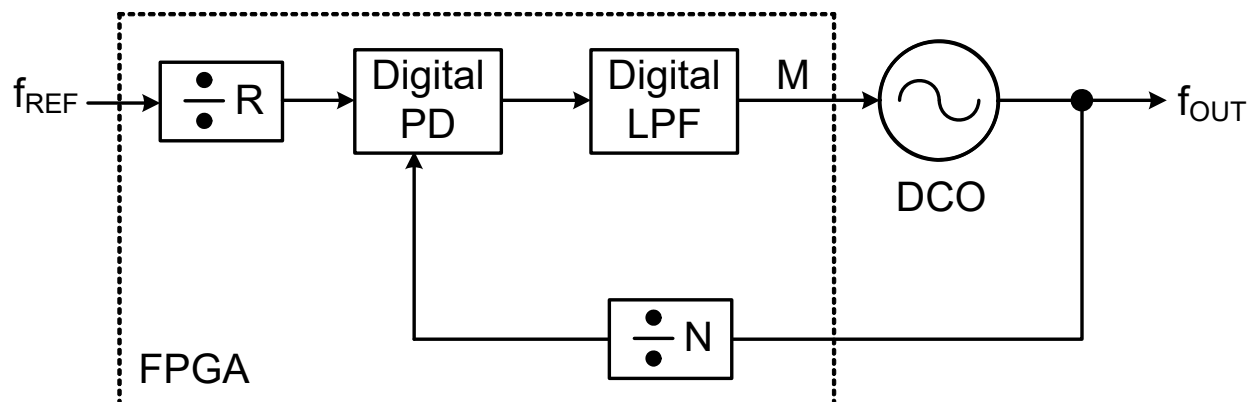 f_REF
÷ R
Digital
PD
Digital
LPF
M
f_OUT
DCO
÷ N
FPGA